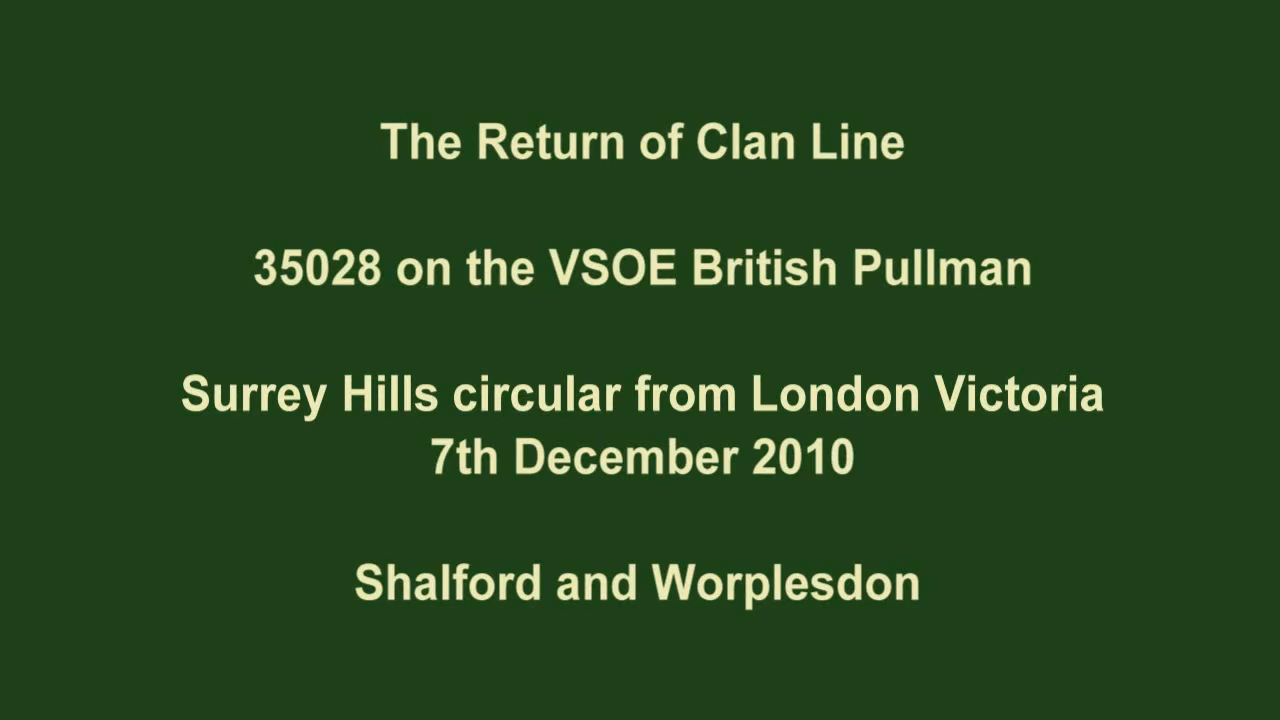 The Return of Clan Line
35028 on the VSOE British Pullman
Surrey Hills circular from London Victoria
7th December 2010
Shalford and Worplesdon